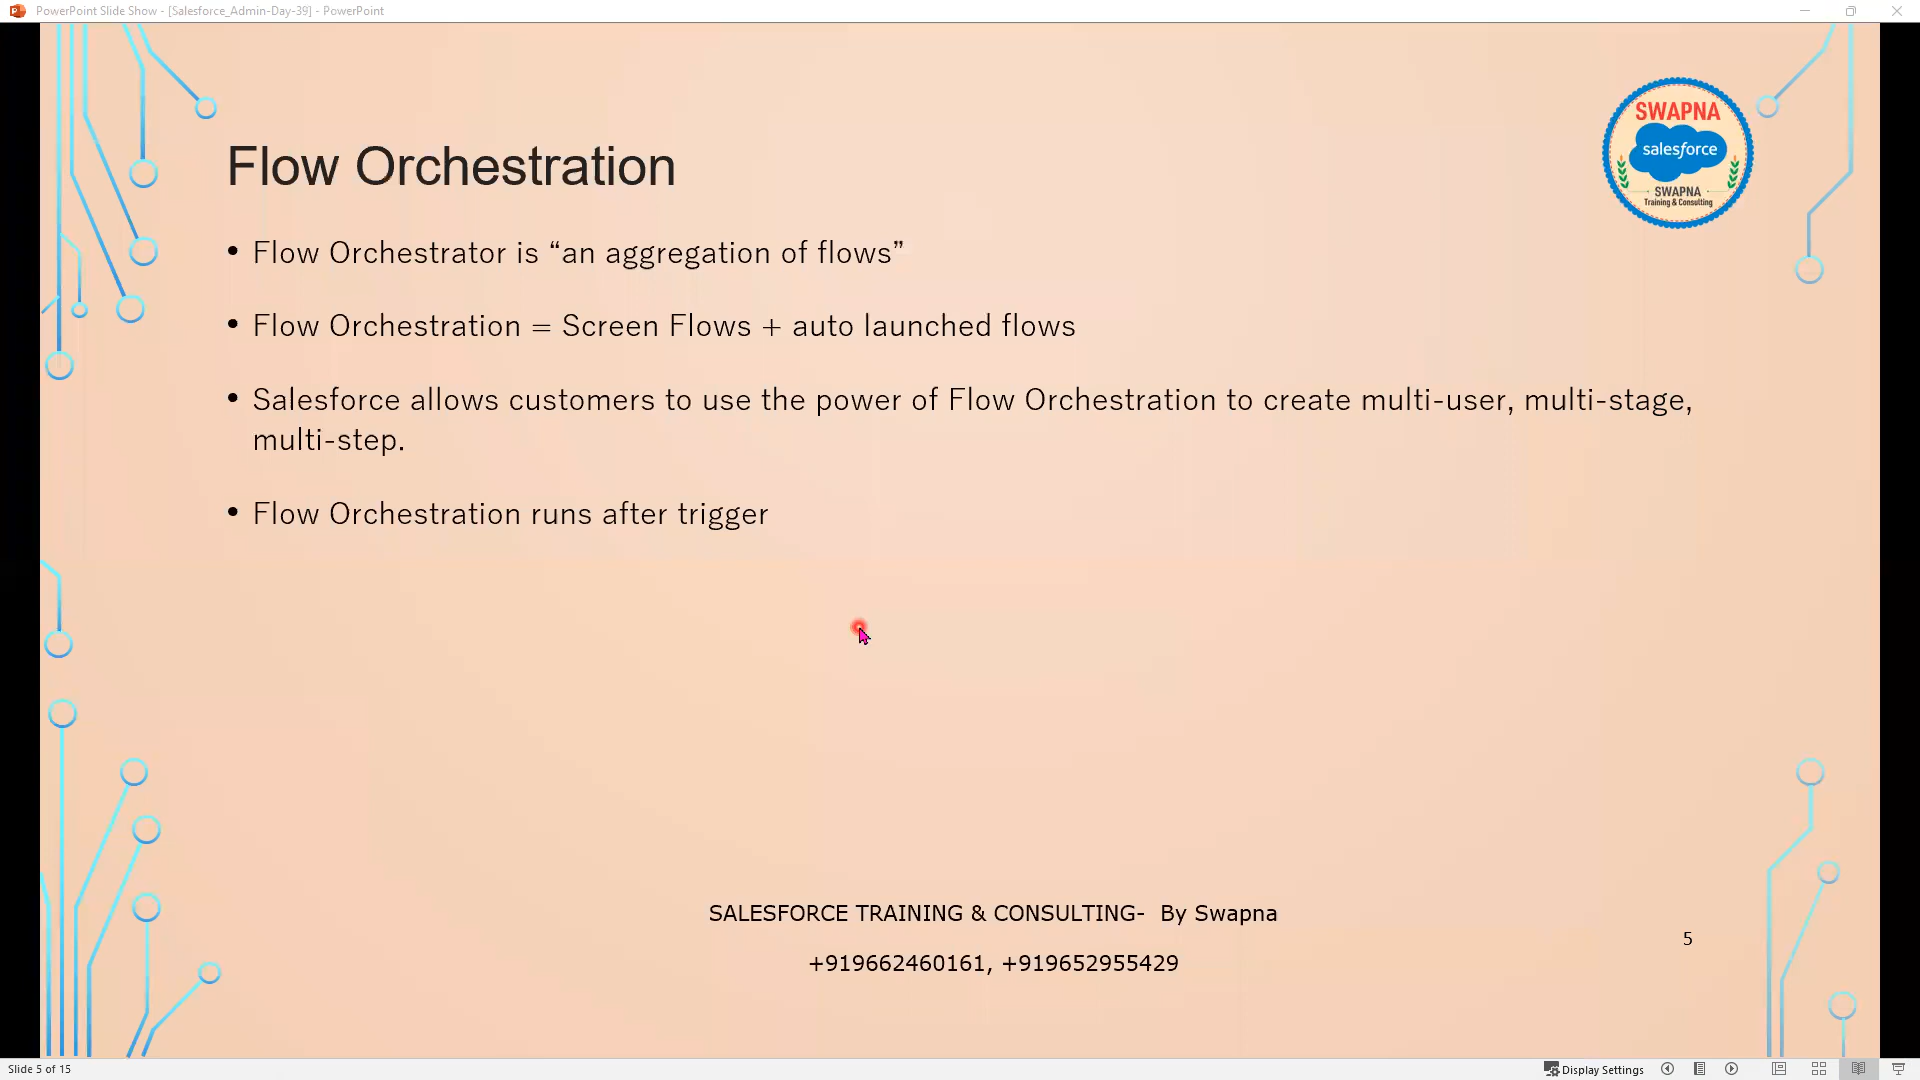 PowerPoint Slide Show - [Salesforce_Admin-Day-39] - PowerPoint
SWAPNA
salesforce
SWAPNA
Training & Consulting
Flow Orchestration
• Flow Orchestrator is “an aggregation of flows”
• Flow Orchestration = Screen Flows + auto launched flows
• Salesforce allows customers to use the power of Flow Orchestration to create multi-user, multi-stage,
multi-step.
• Flow Orchestration runs after trigger
SALESFORCE TRAINING & CONSULTING- By Swapna
+919662460161, +919652955429
5
Slide 5 of 15
Display Settings